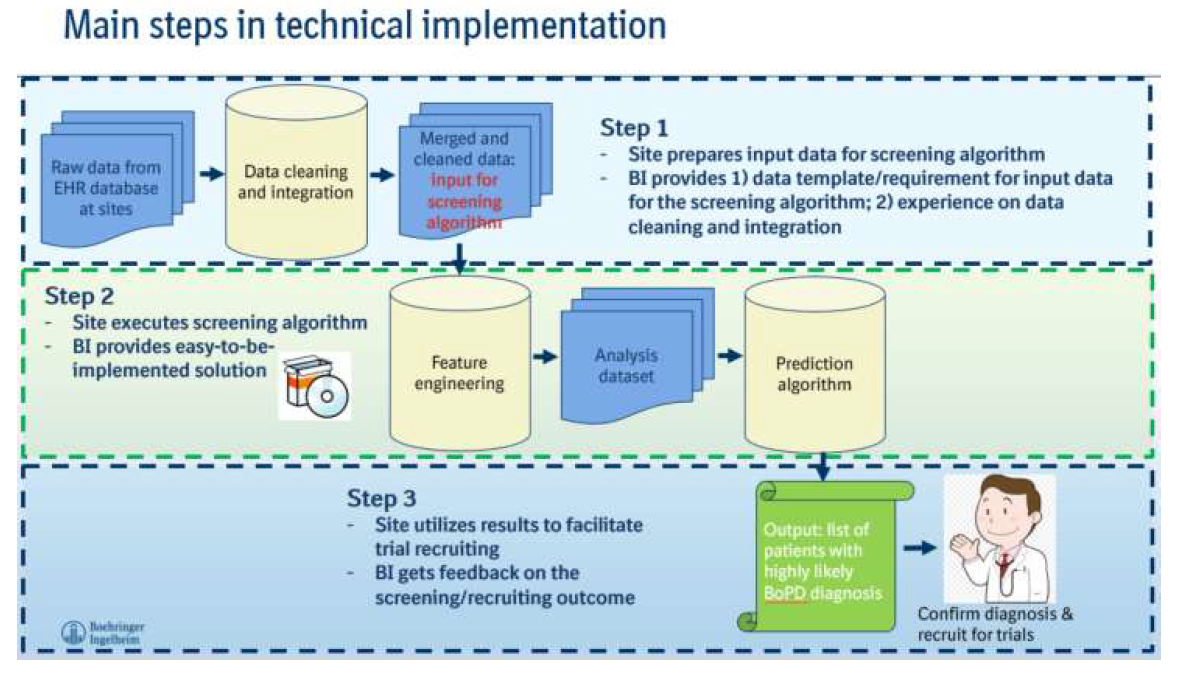 Main steps in technical implementation
Raw data from
EHR database
at sites
Data cleaning
and integration
Merged and
cleaned data:
input for
screening
algorithm
Step 1
- Site prepares input data for screening algorithm
- BI provides 1) data template/requirement for input data
for the screening algorithm; 2) experience on data
cleaning and integration
Step 2
- Site executes screening algorithm
- BI provides easy-to-be-
implemented solution
Feature
engineering
Analysis
dataset
Prediction
algorithm
Step 3
- Site utilizes results to facilitate
trial recruiting
- BI gets feedback on the
screening/recruiting outcome
Output: list of
patients with
highly likely
BoPD diagnosis
Confirm diagnosis &
recruit for trials
Boehringer
Ingelheim